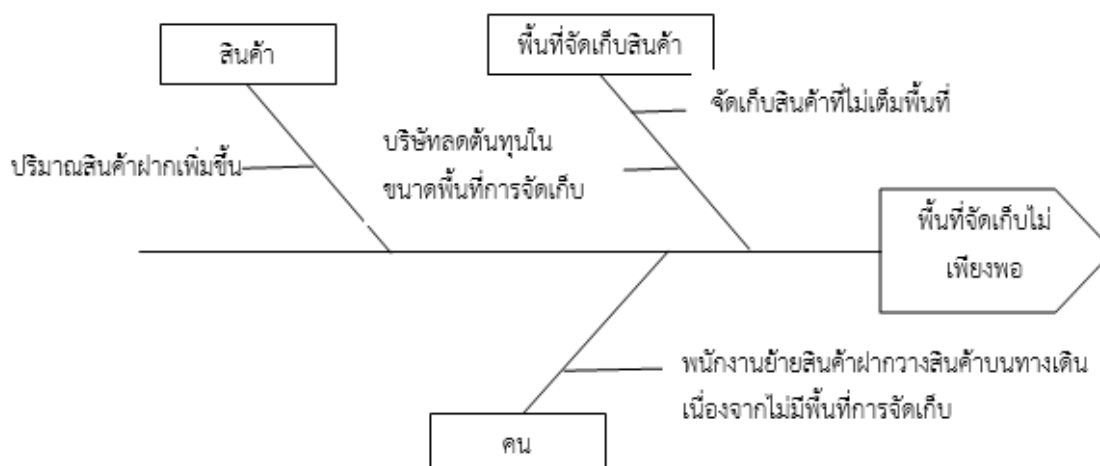 สินค้า
พื้นที่จัดเก็บสินค้า
จัดเก็บสินค้าที่ไม่เต็มพื้นที่
บริษัทลดต้นทุนใน
ขนาดพื้นที่การจัดเก็บ
ปริมาณสินค้าฝากเพิ่มขึ้น
พื้นที่จัดเก็บไม่
เพียงพอ
พนักงานย้ายสินค้าฝากวางสินค้าบนทางเดิน
เนื่องจากไม่มีพื้นที่การจัดเก็บ
คน